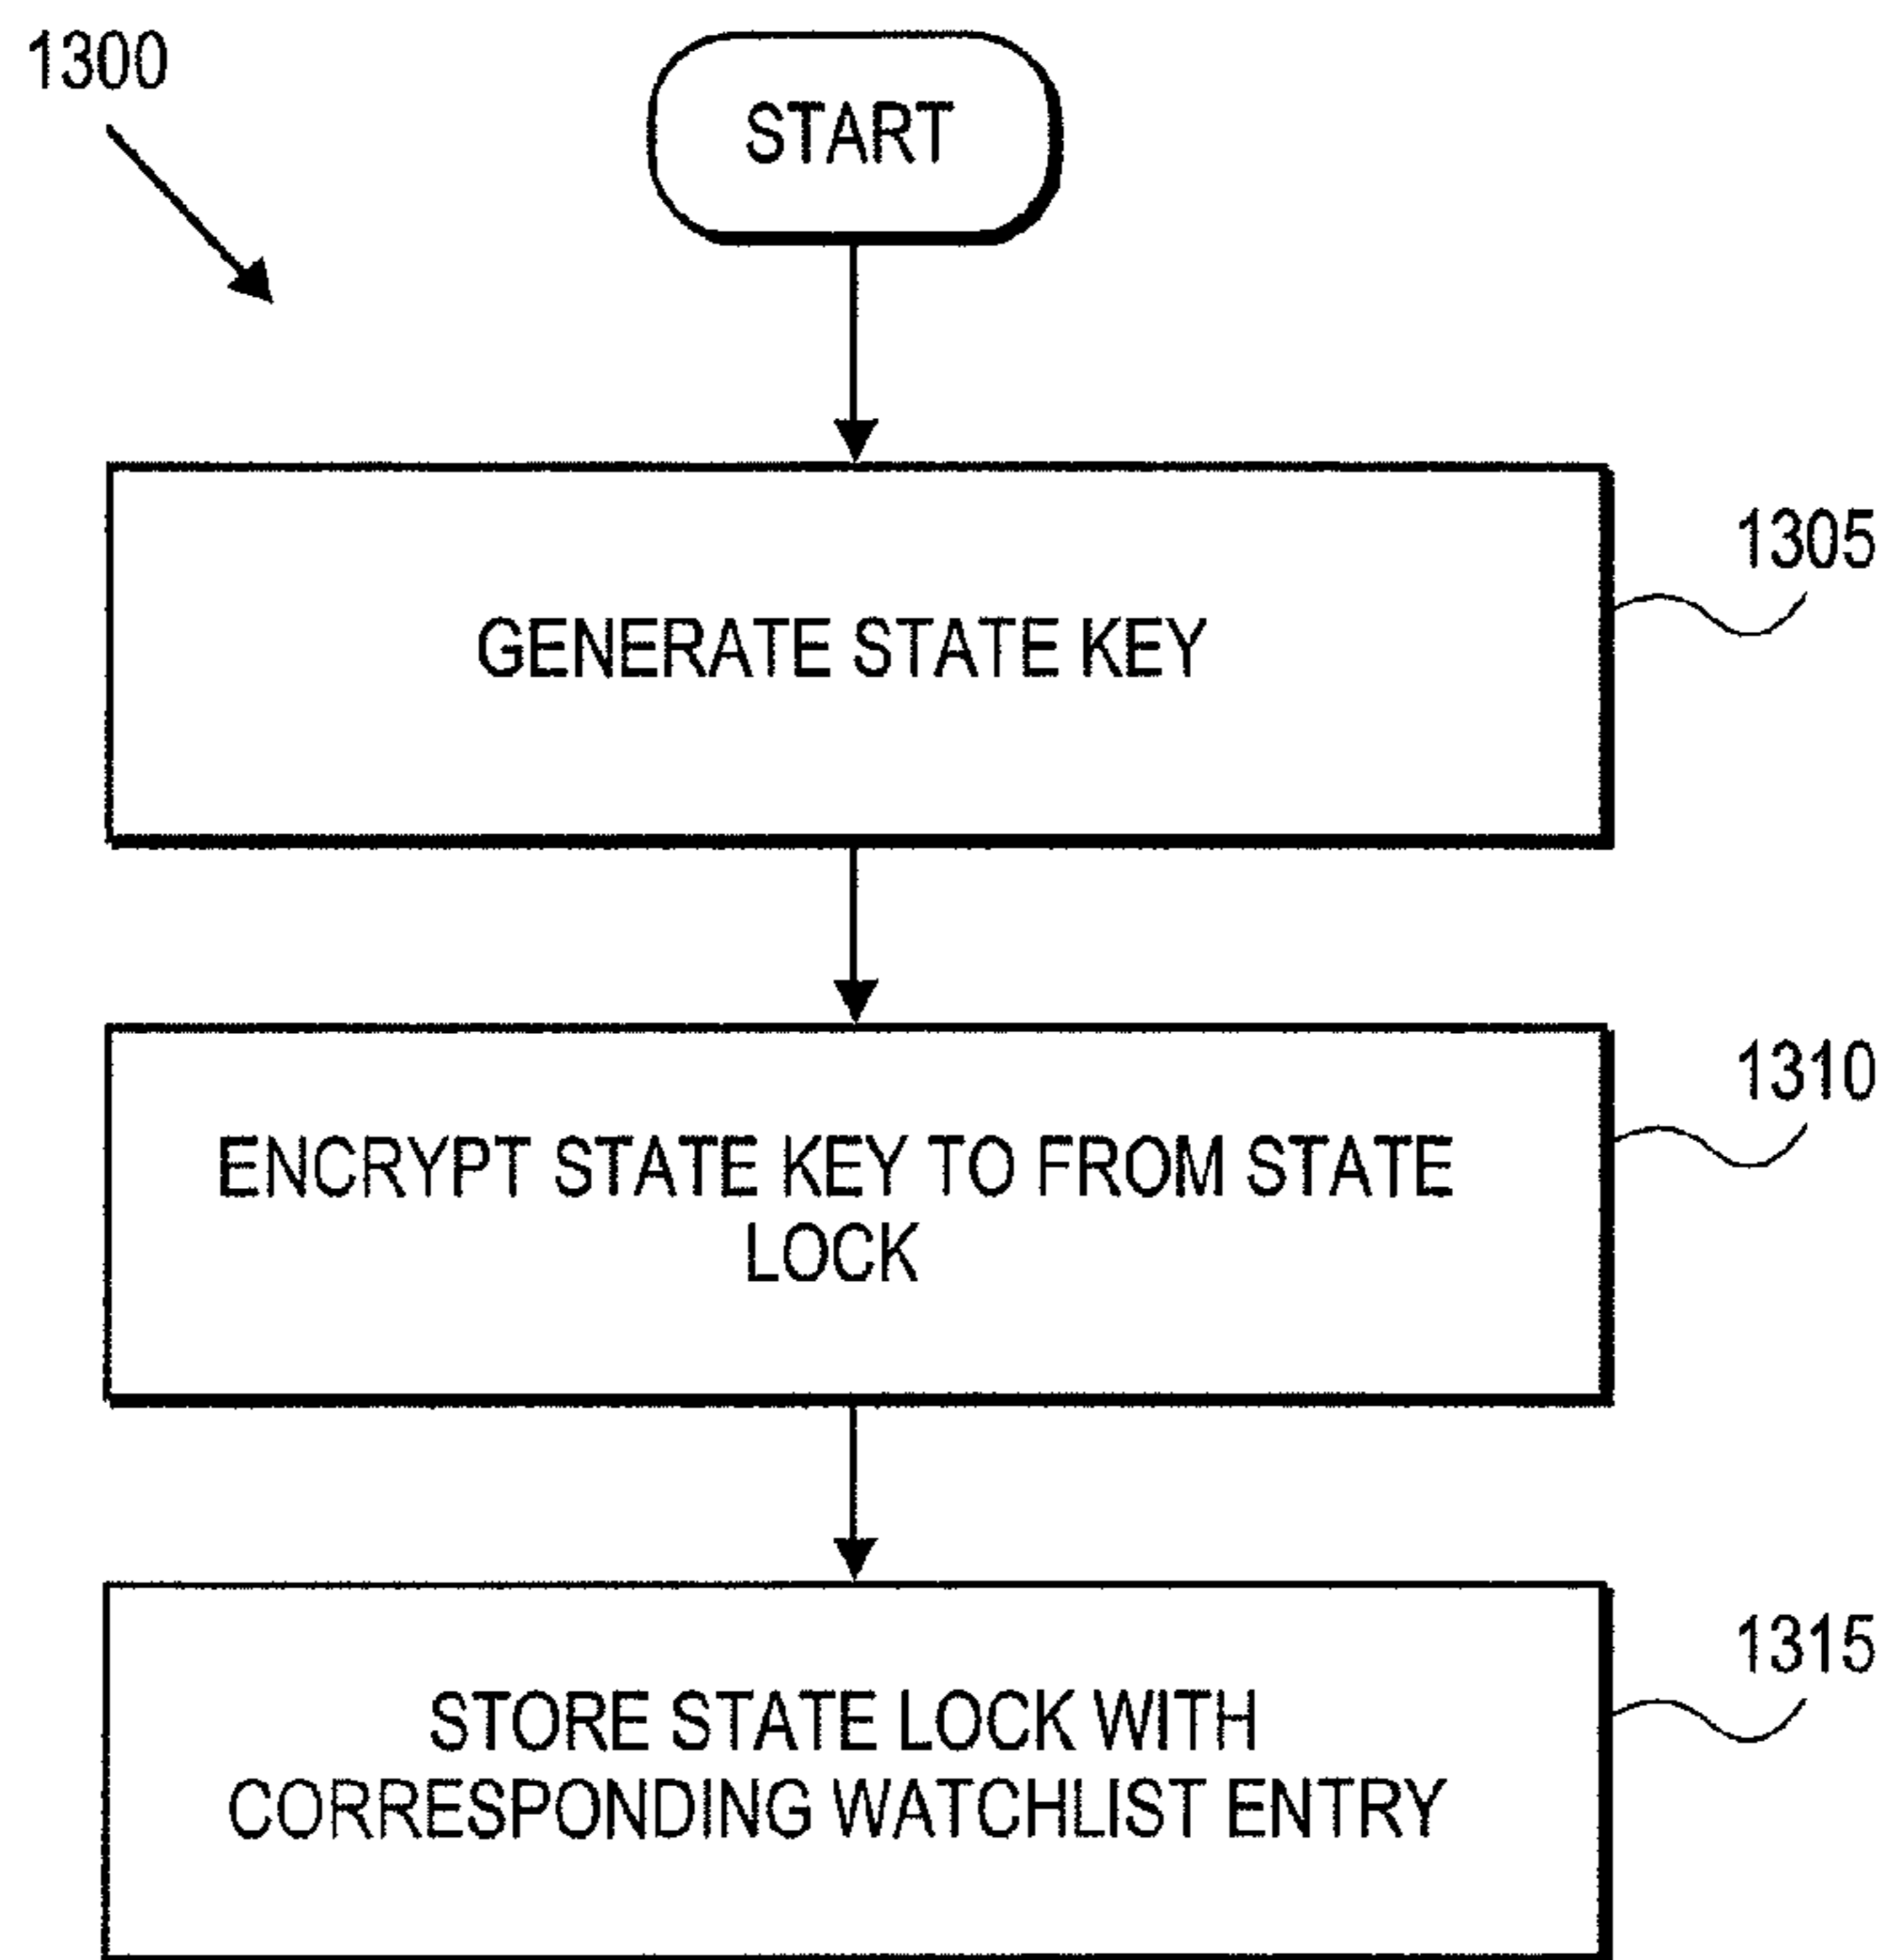 1300
START
1305
GENERATE STATE KEY
1310
ENCRYPT STATE KEY TO FROM STATE
LOCK
1315
STORE STATE LOCK WITH
CORRESPONDING WATCHLIST ENTRY